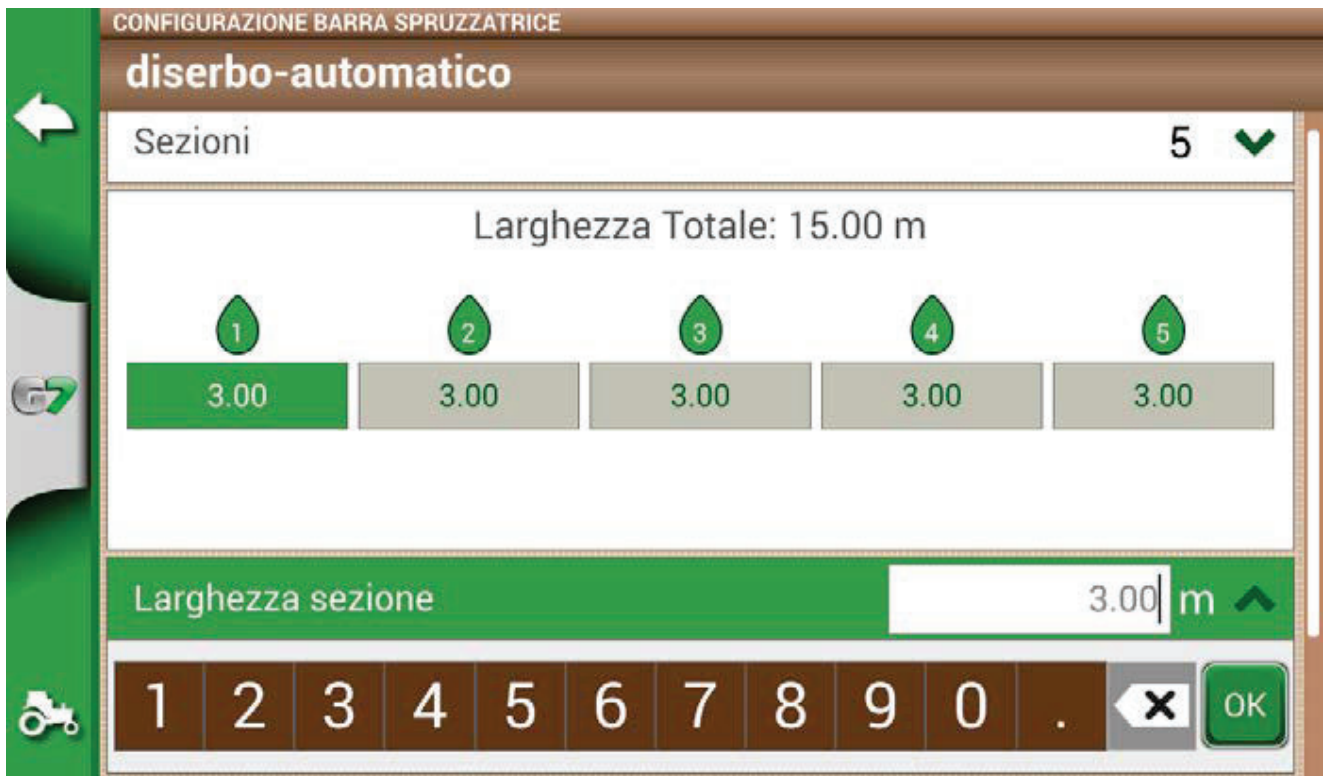 CONFIGURAZIONE BARRA SPRUZZATRICE
diserbo-automatico
Sezioni 5
Larghezza Totale: 15.00 m
1 2 3 4 5
3.00 3.00 3.00 3.00 3.00
G7
Larghezza sezione 3.00 m
1 2 3 4 5 6 7 8 9 0 . OK